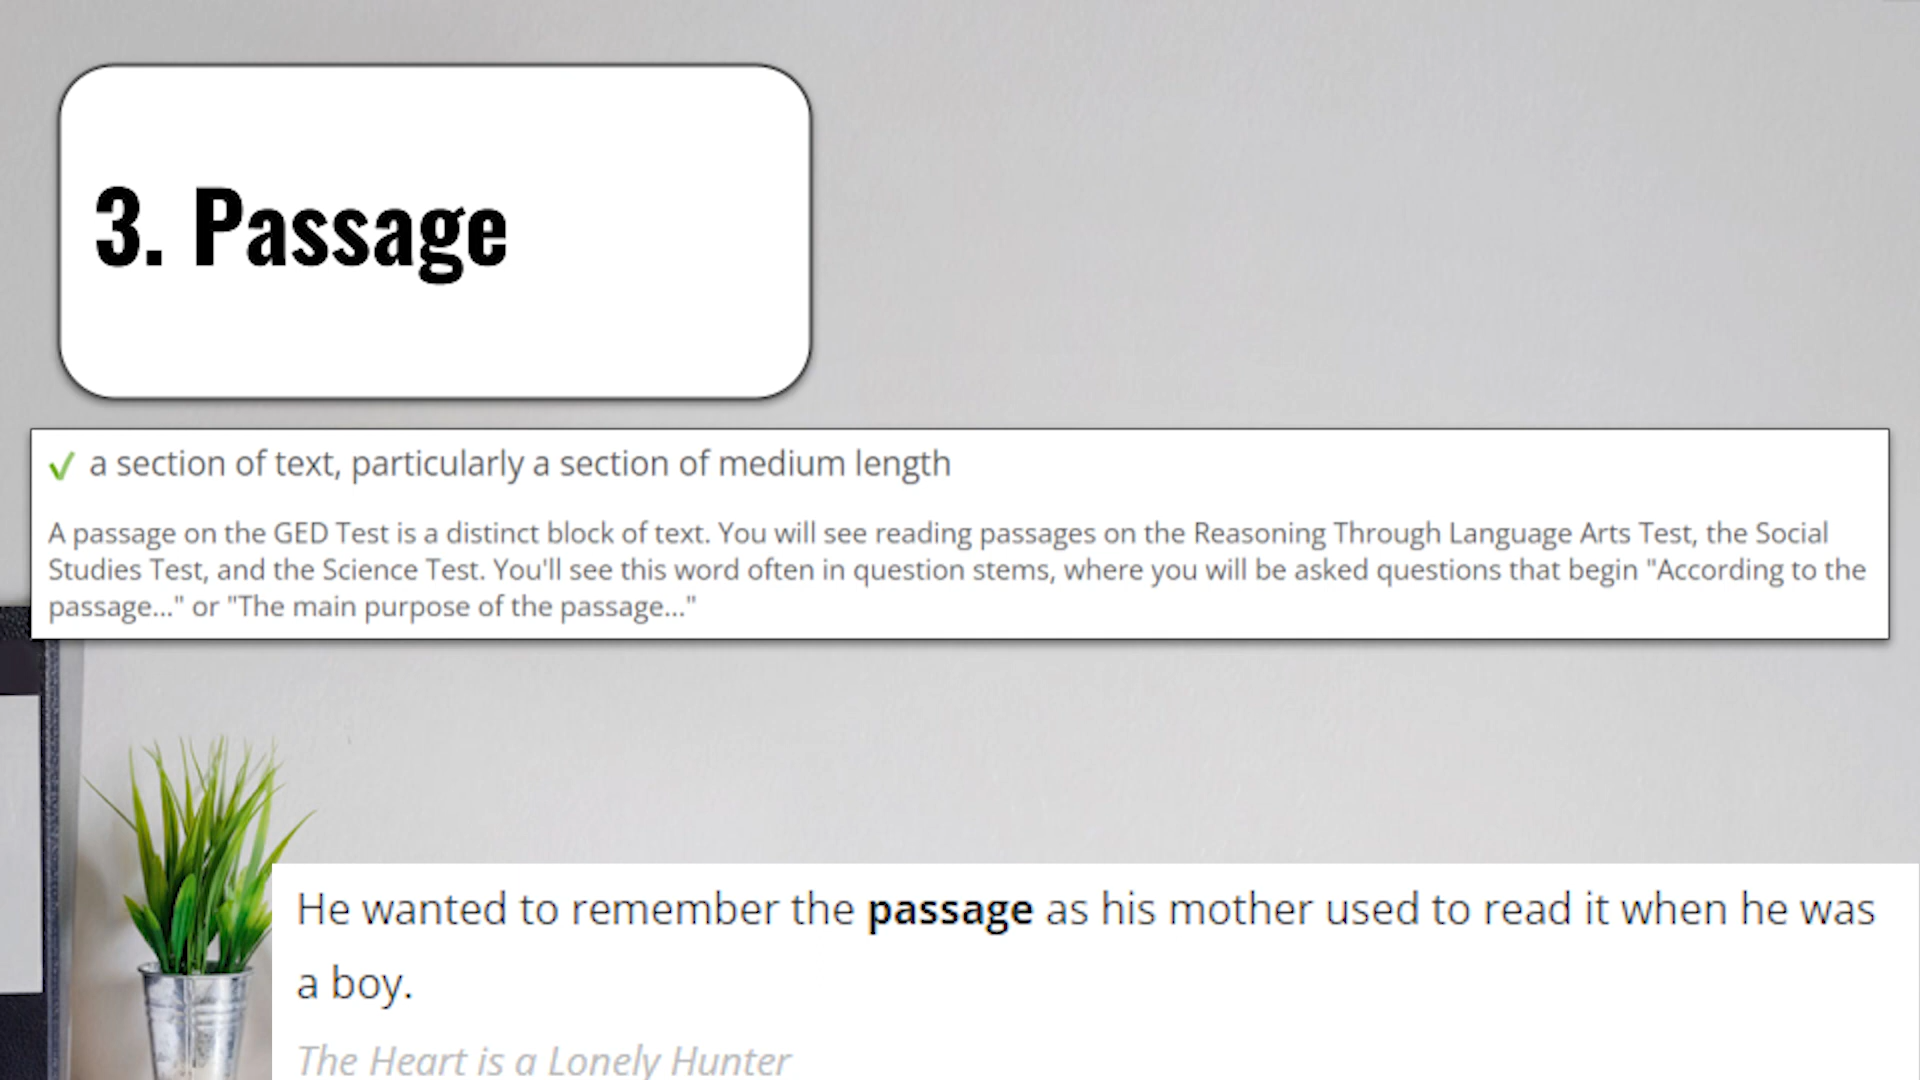 3. Passage
✓ a section of text, particularly a section of medium length
A passage on the GED Test is a distinct block of text. You will see reading passages on the Reasoning Through Language Arts Test, the Social
Studies Test, and the Science Test. You'll see this word often in question stems, where you will be asked questions that begin "According to the
passage..." or "The main purpose of the passage..."
He wanted to remember the passage as his mother used to read it when he was
a boy.
The Heart is a Lonely Hunter